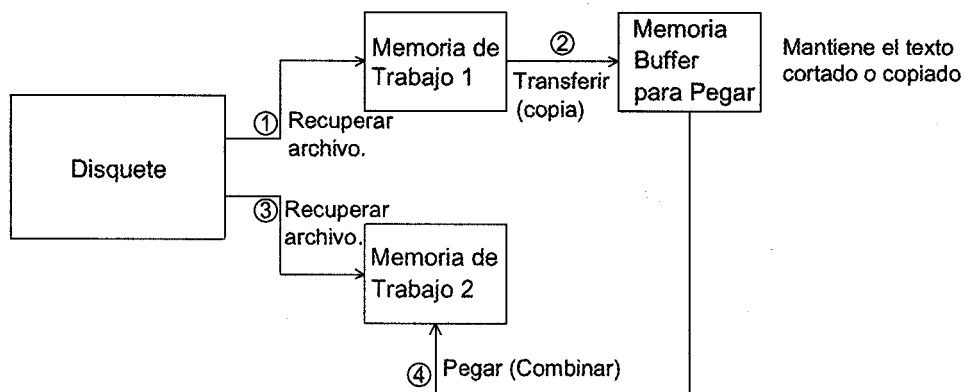 Memoria de
Trabajo 1
②
Transferir
(copia)
Memoria
Buffer
para Pegar
Mantiene el texto
cortado o copiado
① Recuperar
archivo.
Disquete
③ Recuperar
archivo.
Memoria de
Trabajo 2
④ Pegar (Combinar)